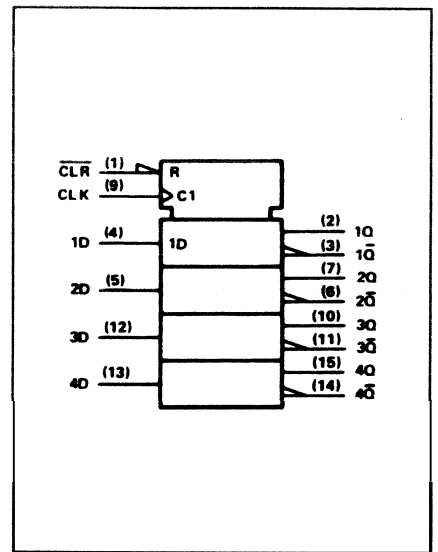 C̅L̅R̅ (1) R
CLK (9) C1
1D (4) 1D
(2) 1Q
(3) 1Q̅
2D (5)
(7) 2Q
(6) 2Q̅
3D (12)
(10) 3Q
(11) 3Q̅
4D (13)
(15) 4Q
(14) 4Q̅